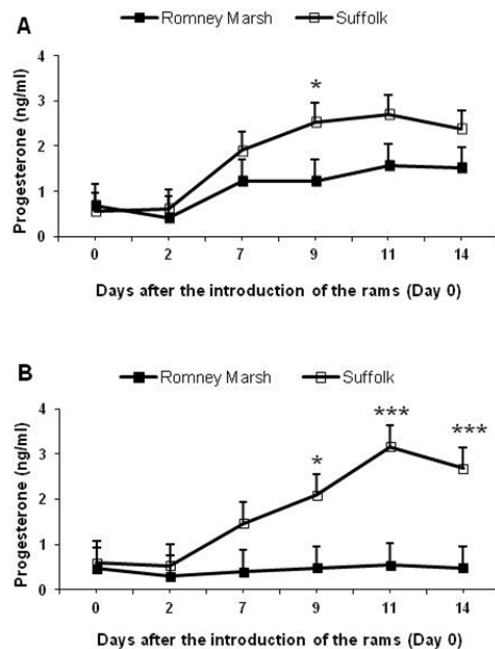 A
Romney Marsh Suffolk
Progesterone (ng/ml)
4
3
2
1
0
*
0 2 7 9 11 14
Days after the introduction of the rams (Day 0)
B
Romney Marsh Suffolk
Progesterone (ng/ml)
4
3
2
1
0
* *** ***
0 2 7 9 11 14
Days after the introduction of the rams (Day 0)